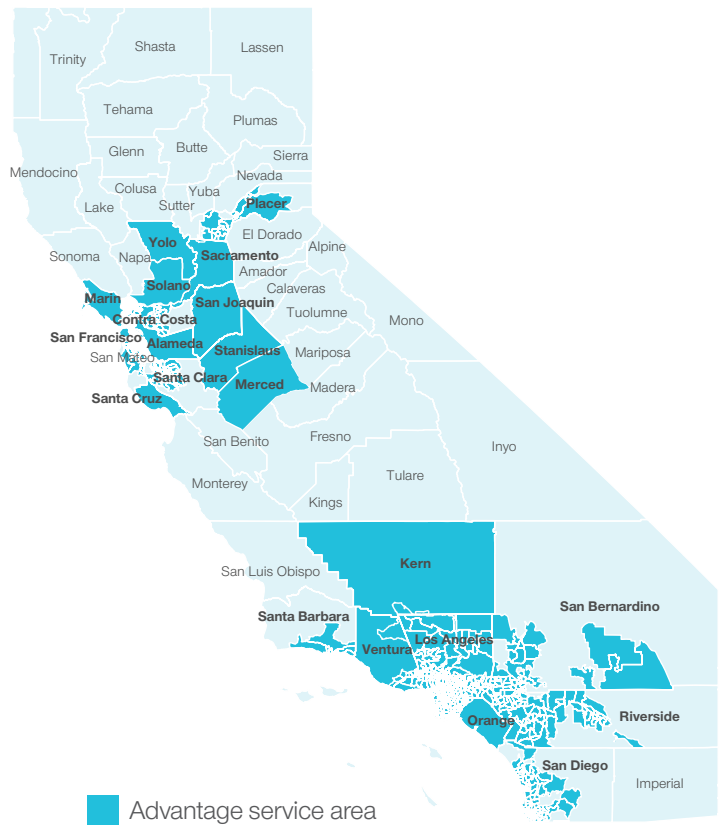 Shasta
Lassen
Trinity
Tehama
Plumas
Glenn
Butte
Sierra
Mendocino
Nevada
Colusa
Yuba
Placer
Lake
Sutter
El Dorado
Yolo
Alpine
Sonoma
Napa
Sacramento
Amador
Solano
Calaveras
Marin
San Joaquin
Contra Costa
Tuolumne
Mono
San Francisco
Alameda
Stanislaus
Mariposa
San Mateo
Santa Clara
Merced
Madera
Santa Cruz
San Benito
Fresno
Inyo
Monterey
Tulare
Kings
Kern
San Luis Obispo
San Bernardino
Santa Barbara
Los Angeles
Ventura
Orange
Riverside
San Diego
Imperial
Advantage service area